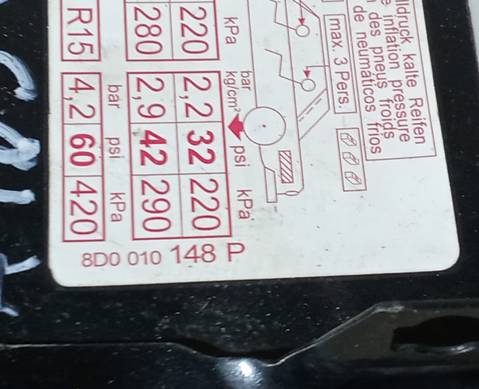 lldruck kalte Reifen
e inflation pressure
n des pneus froids
de neumáticos fríos
max. 3 Pers.
kPa bar kg/cm² psi kPa
220 2,2 32 220
280 2,9 42 290
bar psi kPa
R15 4,2 60 420
8D0 010 148 P